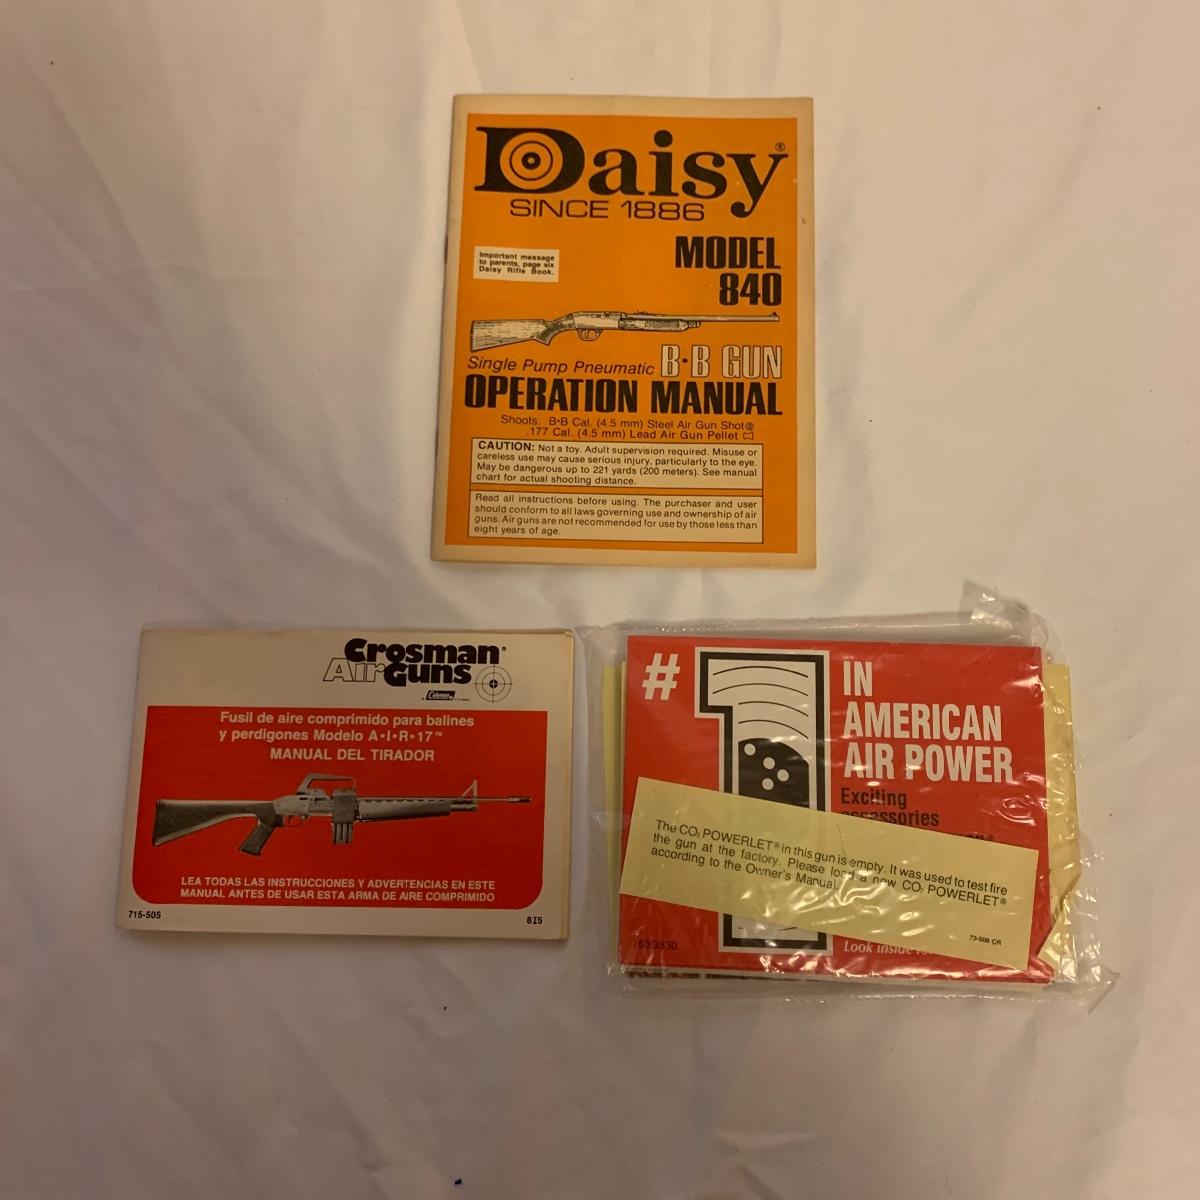 Daisy®
SINCE 1886
Important message
to parents, page six
Daisy Rifle Book.
MODEL
840
Single Pump Pneumatic B•B GUN
OPERATION MANUAL
Shoots: B•B Cal. (4.5 mm) Steel Air Gun Shot
.177 Cal. (4.5 mm) Lead Air Gun Pellet
CAUTION: Not a toy. Adult supervision required. Misuse or
careless use may cause serious injury, particularly to the eye.
May be dangerous up to 221 yards (200 meters). See manual
chart for actual shooting distance.
Read all instructions before using. The purchaser and user
should conform to all laws governing use and ownership of air
guns. Air guns are not recommended for use by those less than
eight years of age.
Crosman®
AirGuns
Coleman
Fusil de aire comprimido para balines
y perdigones Modelo A•I•R•17™
MANUAL DEL TIRADOR
LEA TODAS LAS INSTRUCCIONES Y ADVERTENCIAS EN ESTE
MANUAL ANTES DE USAR ESTA ARMA DE AIRE COMPRIMIDO
715-505
815
#1
IN
AMERICAN
AIR POWER
Exciting
accessories
The CO₂ POWERLET® in this gun is empty. It was used to test fire
the gun at the factory. Please load a new CO₂ POWERLET®
according to the Owner's Manual.
73-506 CR
Look inside